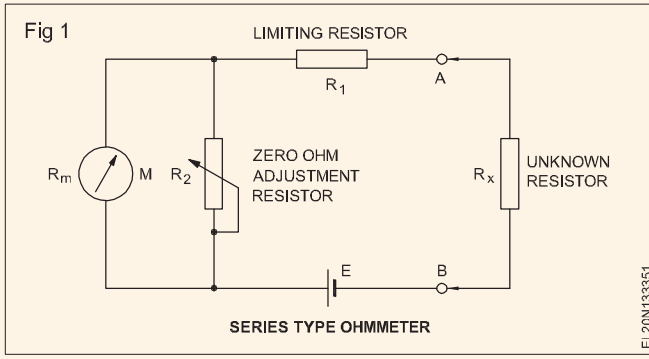 Fig 1
LIMITING RESISTOR
R1
A
Rm
M
R2
ZERO OHM
ADJUSTMENT
RESISTOR
Rx
UNKNOWN
RESISTOR
E
B
SERIES TYPE OHMMETER
EL20N133351